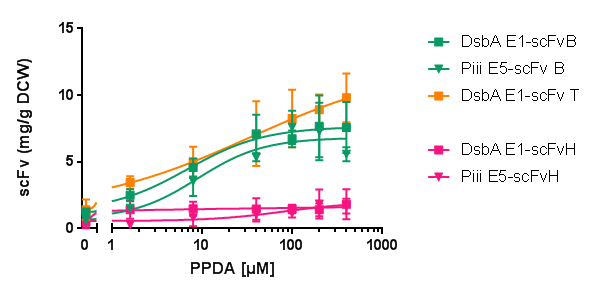 15
10
5
0
scFv (mg/g DCW)
0 1 10 100 1000
PPDA [µM]
DsbA E1-scFvB
Piii E5-scFv B
DsbA E1-scFv T
DsbA E1-scFvH
Piii E5-scFvH